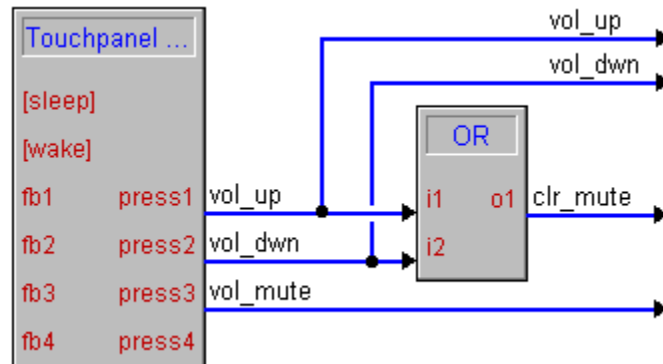 vol_up
Touchpanel ...
vol_dwn
[sleep]
[wake]
OR
fb1 press1 vol_up i1 o1 clr_mute
fb2 press2 vol_dwn i2
fb3 press3 vol_mute
fb4 press4